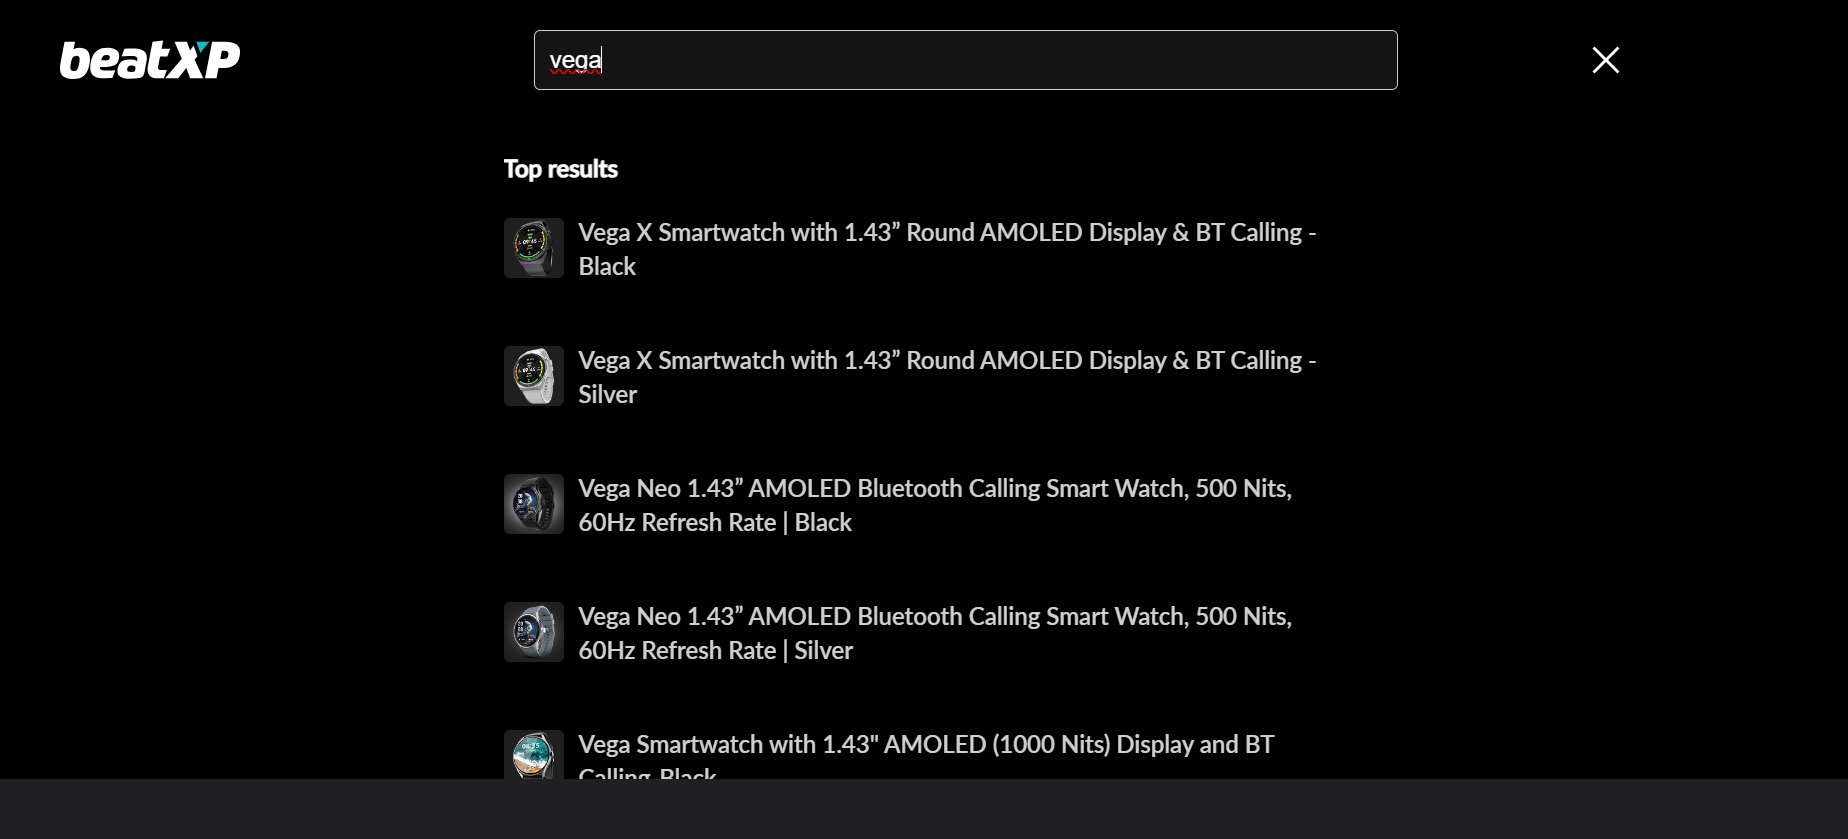 beatXP
vega
Top results
Vega X Smartwatch with 1.43” Round AMOLED Display & BT Calling -
Black
Vega X Smartwatch with 1.43” Round AMOLED Display & BT Calling -
Silver
Vega Neo 1.43” AMOLED Bluetooth Calling Smart Watch, 500 Nits,
60Hz Refresh Rate | Black
Vega Neo 1.43” AMOLED Bluetooth Calling Smart Watch, 500 Nits,
60Hz Refresh Rate | Silver
Vega Smartwatch with 1.43" AMOLED (1000 Nits) Display and BT
Calling-Black